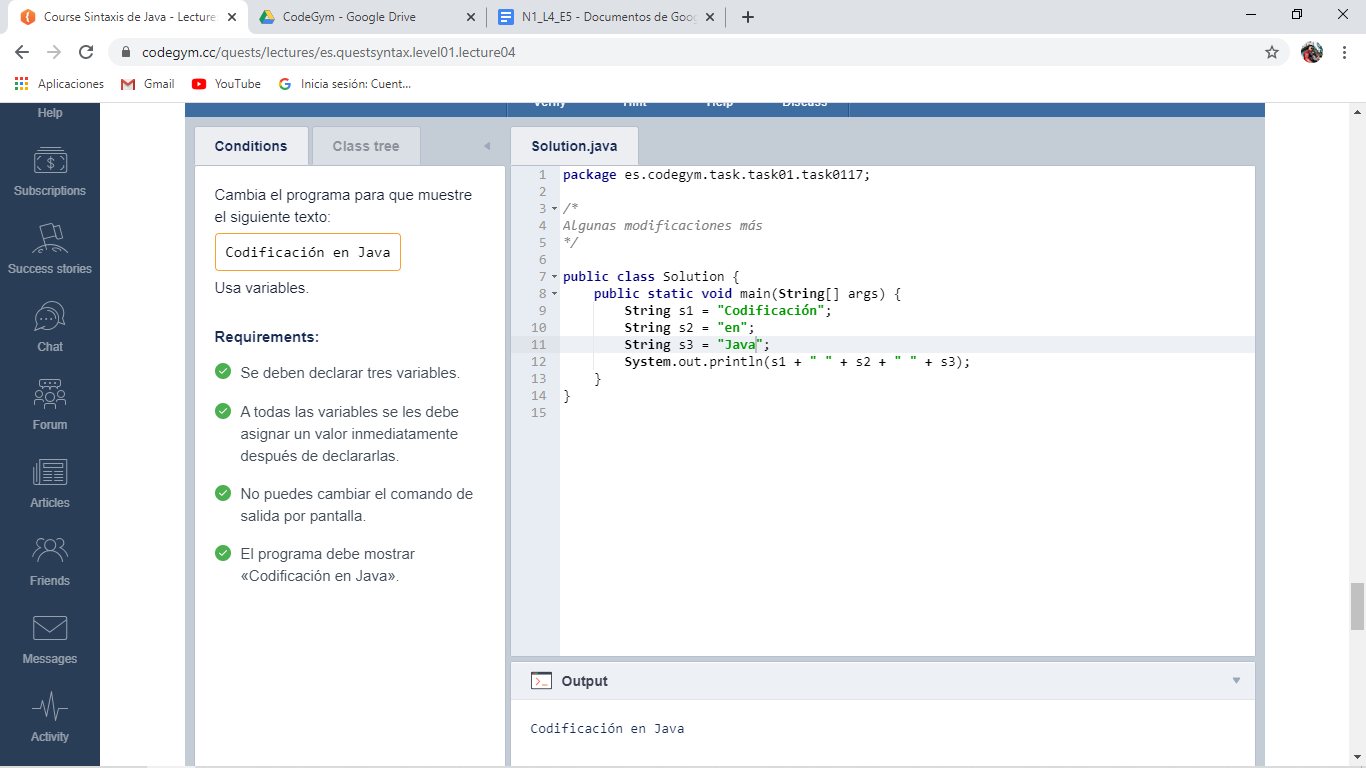 Course Sintaxis de Java - Lecture
CodeGym - Google Drive
N1_L4_E5 - Documentos de Goog
codegym.cc/quests/lectures/es.questsyntax.level01.lecture04
Aplicaciones
Gmail
YouTube
Inicia sesión: Cuent...
Help
Subscriptions
Success stories
Chat
Forum
Articles
Friends
Messages
Activity
Verify Hint Help Discuss
Conditions
Class tree
Cambia el programa para que muestre
el siguiente texto:
Codificación en Java
Usa variables.
Requirements:
Se deben declarar tres variables.
A todas las variables se les debe
asignar un valor inmediatamente
después de declararlas.
No puedes cambiar el comando de
salida por pantalla.
El programa debe mostrar
«Codificación en Java».
Solution.java
1 package es.codegym.task.task01.task0117;
2
3 /*
4 Algunas modificaciones más
5 */
6
7 public class Solution {
8 public static void main(String[] args) {
9 String s1 = "Codificación";
10 String s2 = "en";
11 String s3 = "Java";
12 System.out.println(s1 + " " + s2 + " " + s3);
13 }
14 }
15
Output
Codificación en Java